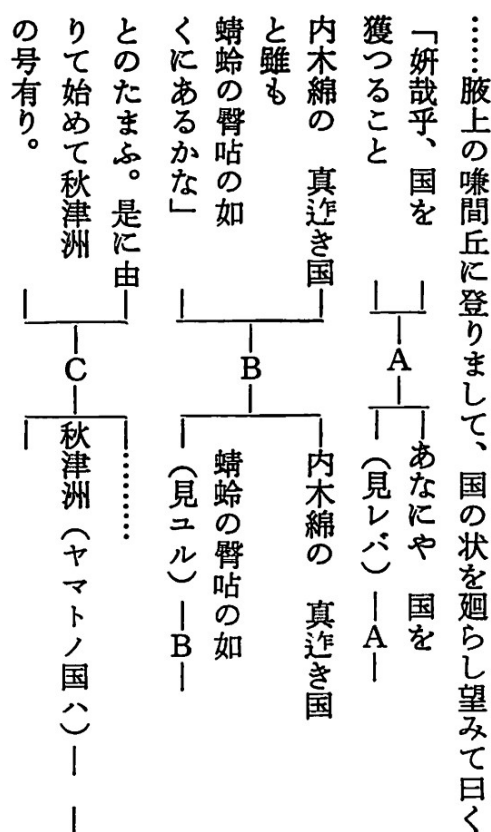 ……腋上の嗛間丘に登りまして、国の状を廻らし望みて曰く
「妍哉乎、国を
獲つること
内木綿の　真迮き国
と雖も
蜻蛉の臀呫の如
くにあるかな」
とのたまふ。是に由
りて始めて秋津洲
の号有り。
A
B
C
あなにや　国を
（見レバ）―A―
内木綿の　真迮き国
蜻蛉の臀呫の如
（見ユル）―B―
………
秋津洲（ヤマトノ国ハ）―　―